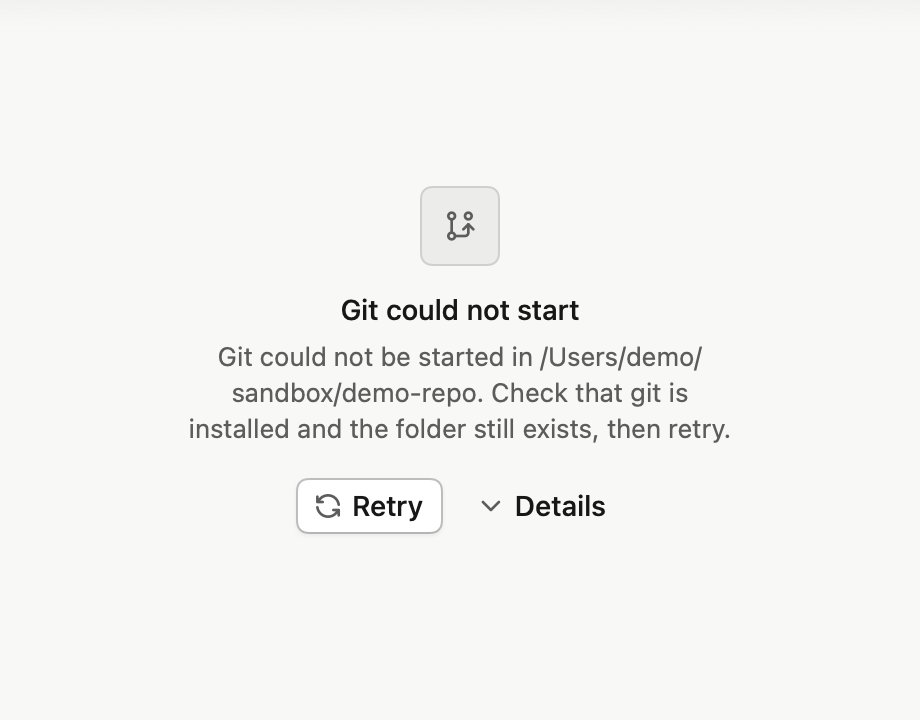 Git could not start
Git could not be started in /Users/demo/
sandbox/demo-repo. Check that git is
installed and the folder still exists, then retry.
Retry
Details